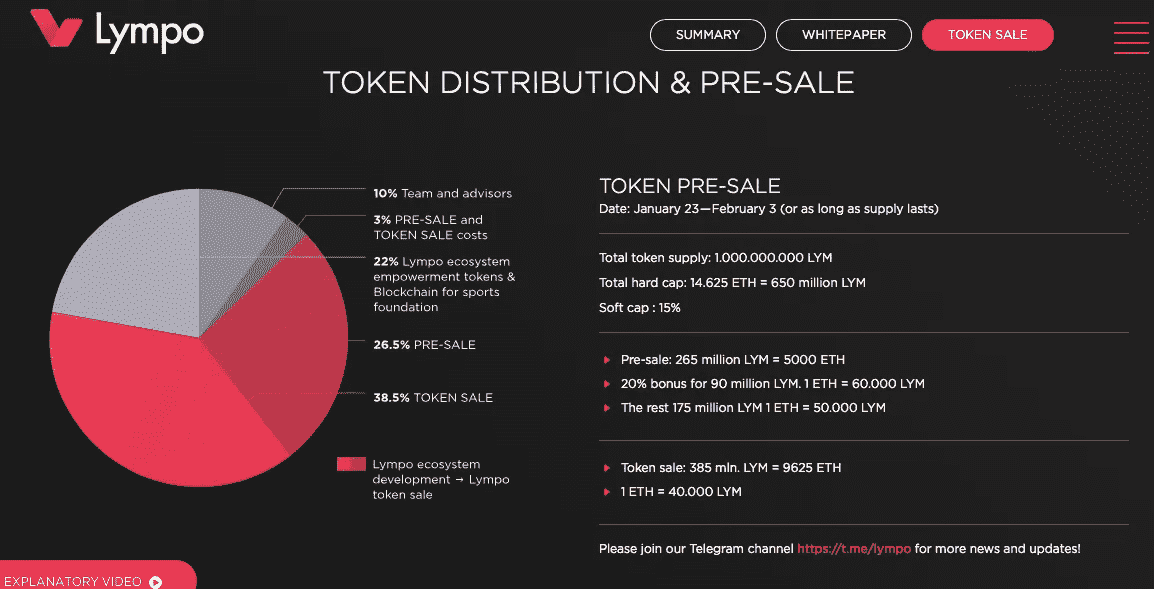 Lympo
SUMMARY
WHITEPAPER
TOKEN SALE
TOKEN DISTRIBUTION & PRE-SALE
10% Team and advisors
3% PRE-SALE and
TOKEN SALE costs
22% Lympo ecosystem
empowerment tokens &
Blockchain for sports
foundation
26.5% PRE-SALE
38.5% TOKEN SALE
Lympo ecosystem
development → Lympo
token sale
TOKEN PRE-SALE
Date: January 23—February 3 (or as long as supply lasts)
Total token supply: 1.000.000.000 LYM
Total hard cap: 14.625 ETH = 650 million LYM
Soft cap : 15%
Pre-sale: 265 million LYM = 5000 ETH
20% bonus for 90 million LYM. 1 ETH = 60.000 LYM
The rest 175 million LYM 1 ETH = 50.000 LYM
Token sale: 385 mln. LYM = 9625 ETH
1 ETH = 40.000 LYM
Please join our Telegram channel https://t.me/lympo for more news and updates!
EXPLANATORY VIDEO